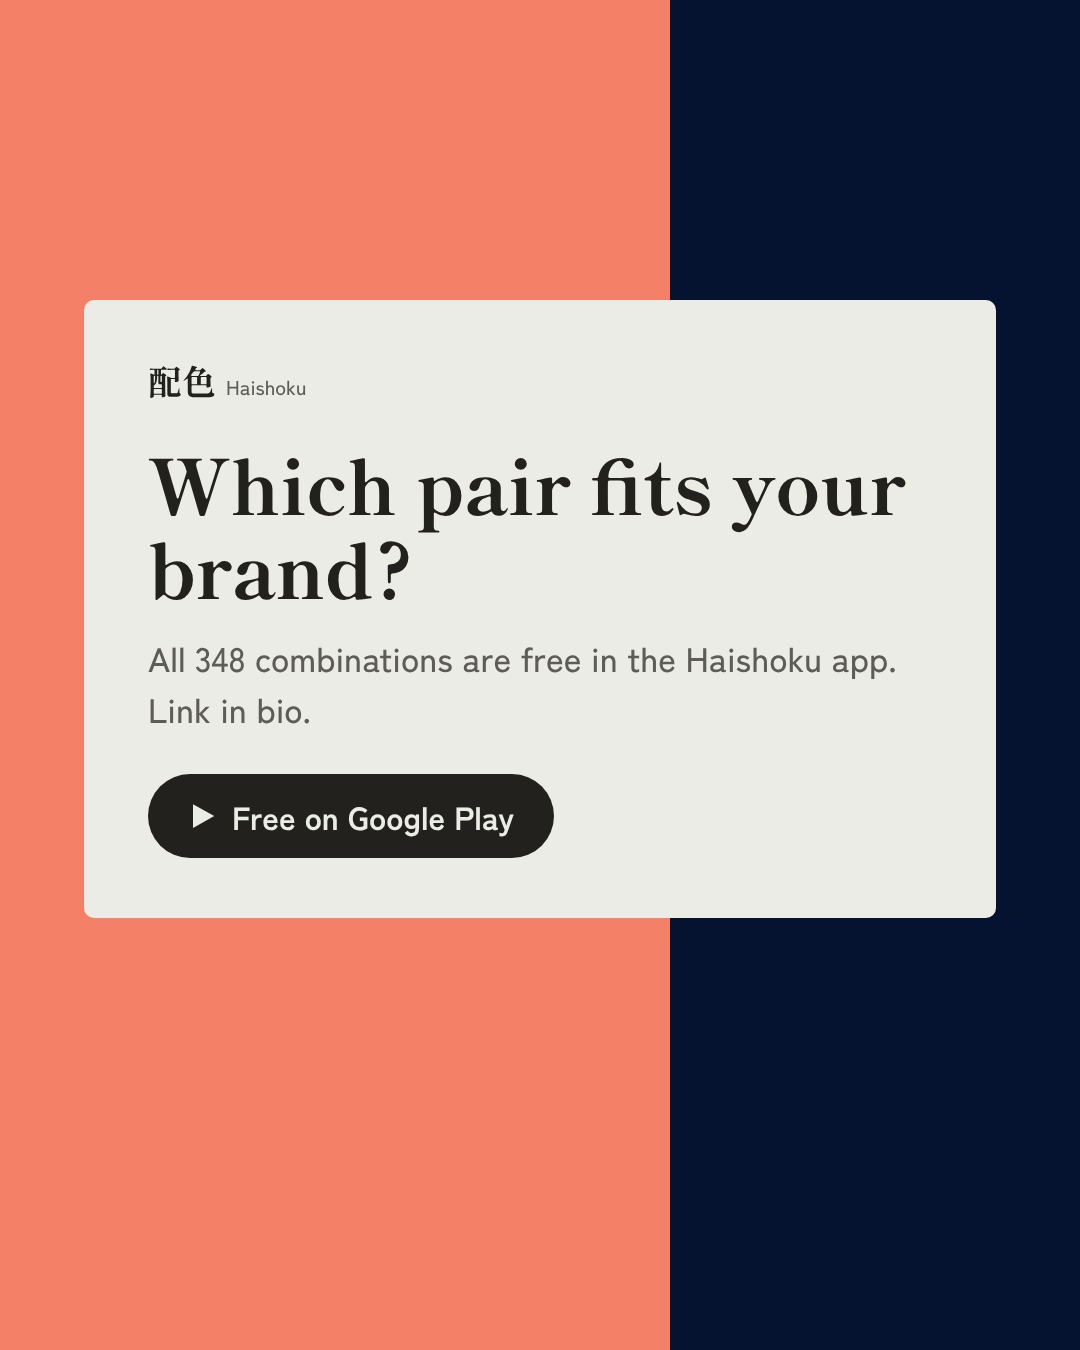 配色 Haishoku
Which pair fits your
brand?
All 348 combinations are free in the Haishoku app.
Link in bio.
Free on Google Play